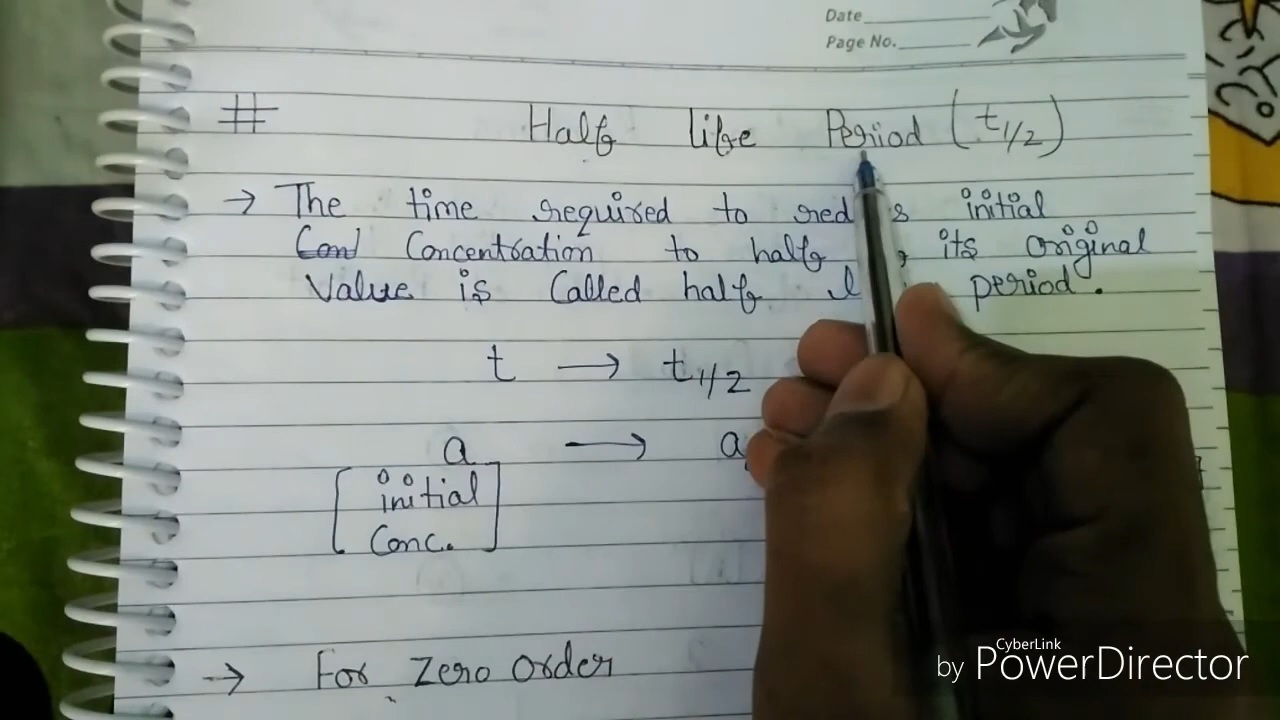 Date
Page No.
# Half life Period (t1/2)
→ The time required to red s initial
Con Concentration to half its original
Value is Called half period.
t → t1/2
a → a
[initial
Conc.]
→ For Zero Order
CyberLink
by PowerDirector